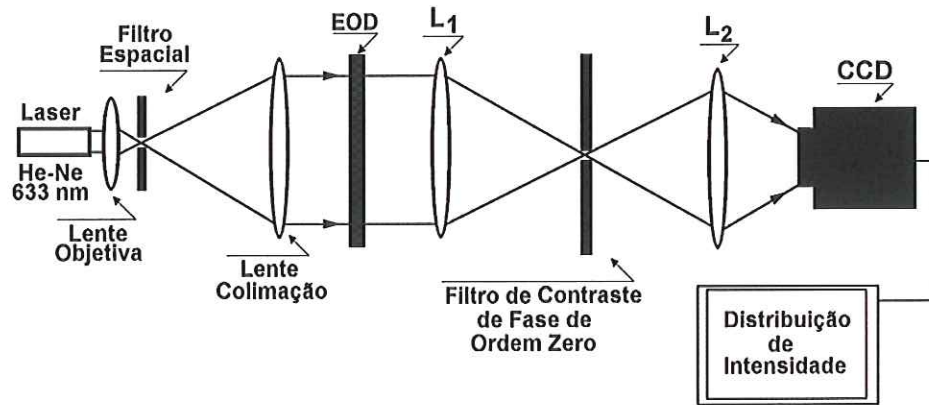 Filtro
Espacial
Laser
He-Ne
633 nm
Lente
Objetiva
Lente
Colimação
EOD
L1
Filtro de Contraste
de Fase de
Ordem Zero
L2
CCD
Distribuição
de
Intensidade